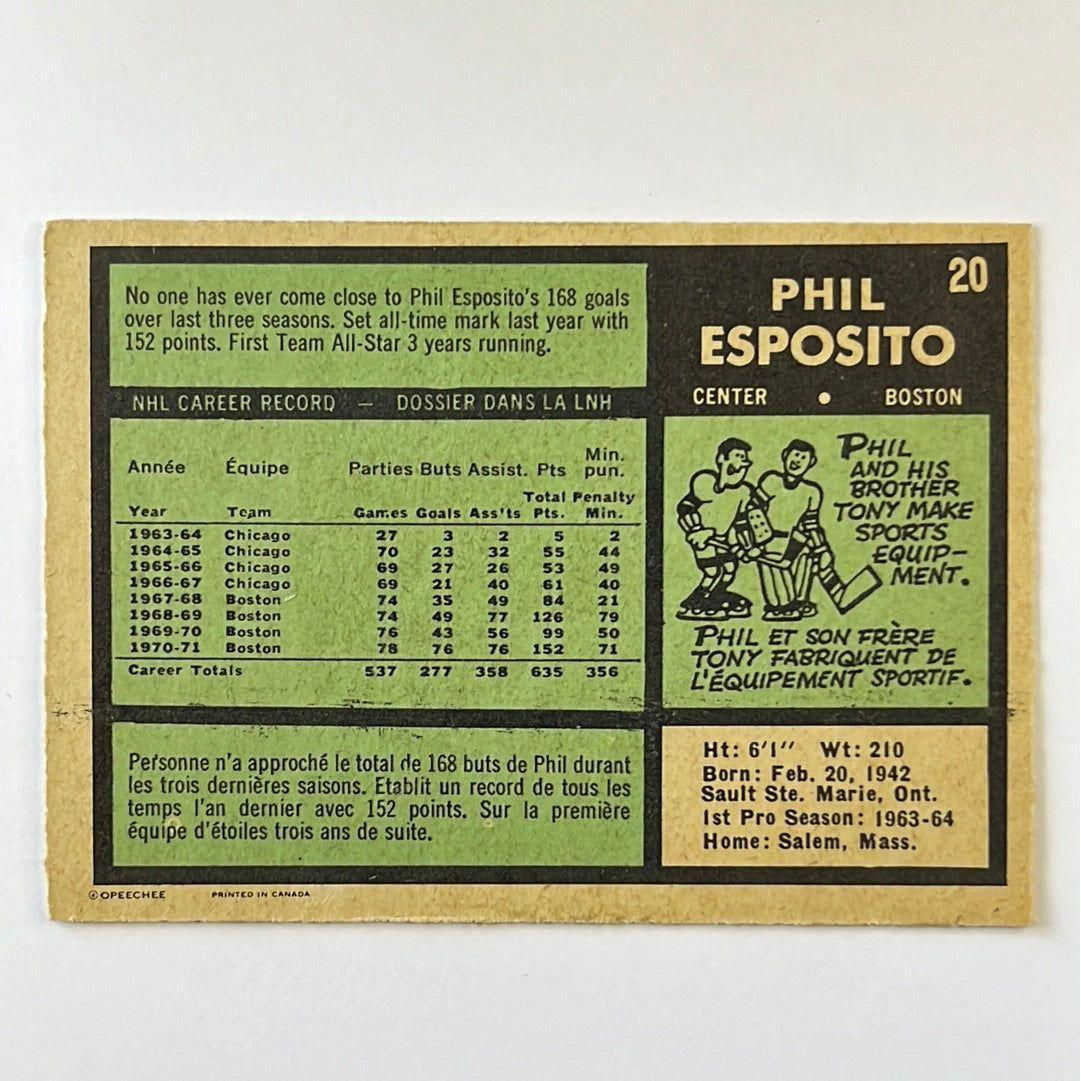 No one has ever come close to Phil Esposito's 168 goals
over last three seasons. Set all-time mark last year with
152 points. First Team All-Star 3 years running.
20
PHIL
ESPOSITO
CENTER • BOSTON
NHL CAREER RECORD — DOSSIER DANS LA LNH
Année Équipe Parties Buts Assist. Pts Min. pun.
Year Team Games Goals Ass'ts Total Pts. Penalty Min.
1963-64 Chicago 27 3 2 5 2
1964-65 Chicago 70 23 32 55 44
1965-66 Chicago 69 27 26 53 49
1966-67 Chicago 69 21 40 61 40
1967-68 Boston 74 35 49 84 21
1968-69 Boston 74 49 77 126 79
1969-70 Boston 76 43 56 99 50
1970-71 Boston 78 76 76 152 71
Career Totals 537 277 358 635 356
PHIL
AND HIS
BROTHER
TONY MAKE
SPORTS
EQUIP-
MENT.
PHIL ET SON FRÈRE
TONY FABRIQUENT DE
L'ÉQUIPEMENT SPORTIF.
Personne n'a approché le total de 168 buts de Phil durant
les trois dernières saisons. Etablit un record de tous les
temps l'an dernier avec 152 points. Sur la première
équipe d'étoiles trois ans de suite.
Ht: 6'1" Wt: 210
Born: Feb. 20, 1942
Sault Ste. Marie, Ont.
1st Pro Season: 1963-64
Home: Salem, Mass.
©OPEECHEE PRINTED IN CANADA